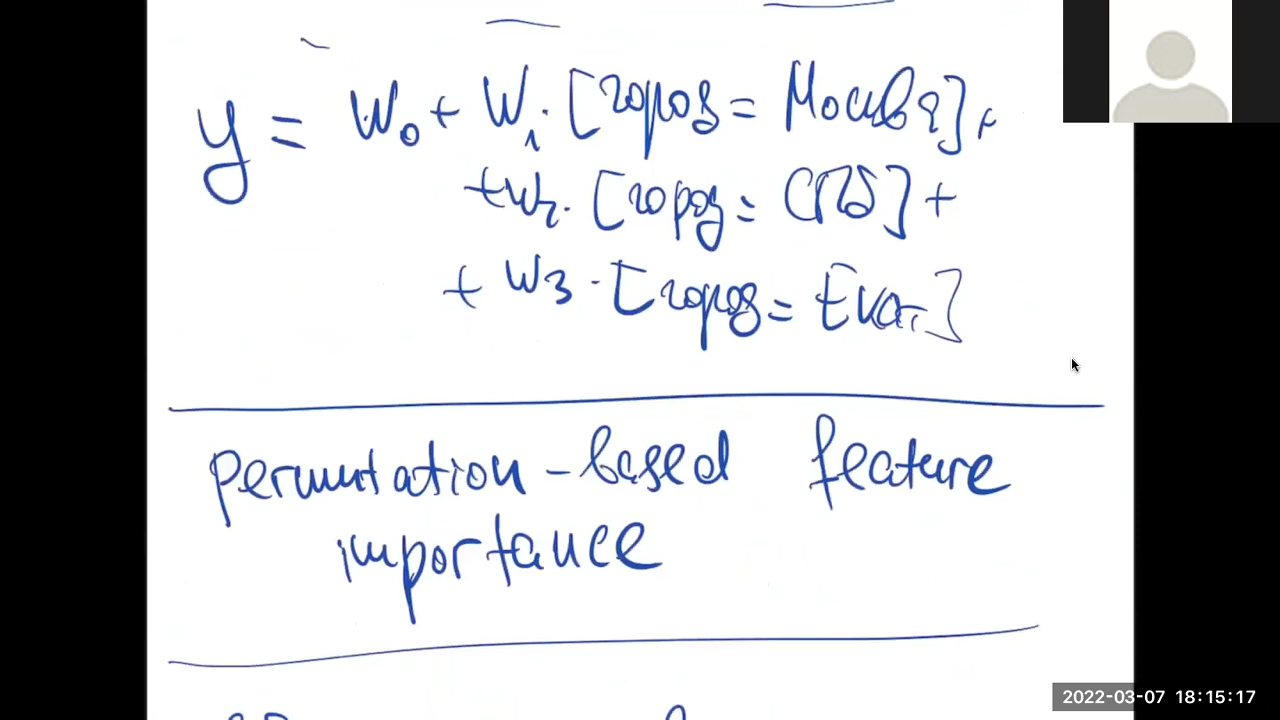 y = w₀ + w₁ [город = Москва] +
+ w₂ · [город = СПб] +
+ w₃ · [город = Екат]
permutation-based feature
importance
2022-03-07 18:15:17